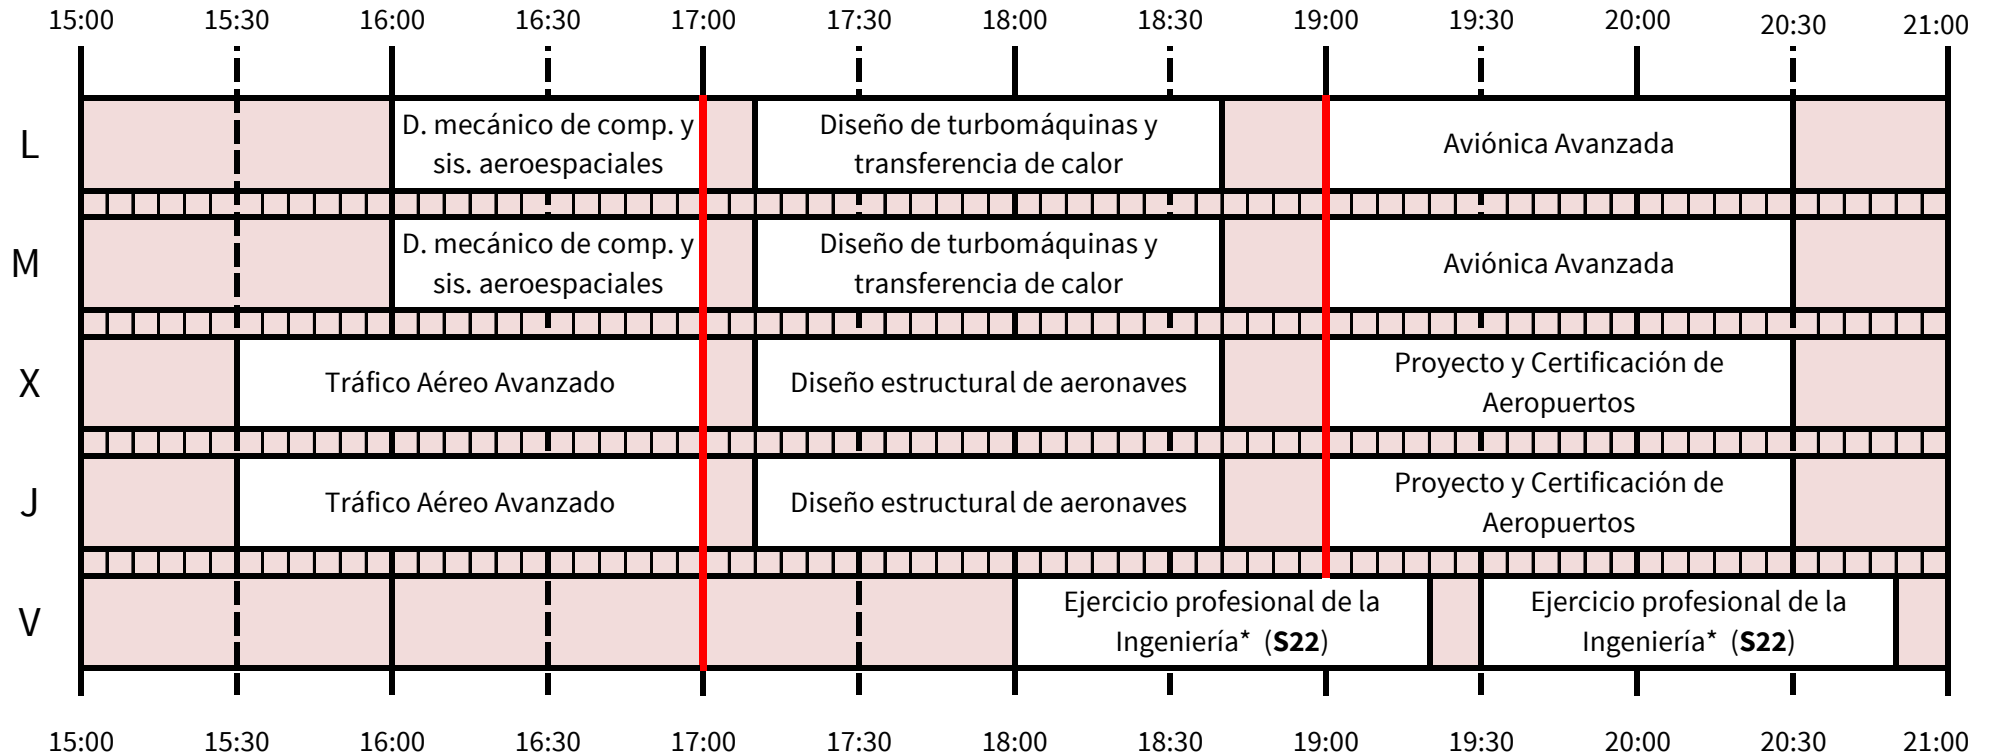 15:00 15:30 16:00 16:30 17:00 17:30 18:00 18:30 19:00 19:30 20:00 20:30 21:00
L
D. mecánico de comp. y
sis. aeroespaciales
Diseño de turbomáquinas y
transferencia de calor
Aviónica Avanzada
M
D. mecánico de comp. y
sis. aeroespaciales
Diseño de turbomáquinas y
transferencia de calor
Aviónica Avanzada
X
Tráfico Aéreo Avanzado
Diseño estructural de aeronaves
Proyecto y Certificación de
Aeropuertos
J
Tráfico Aéreo Avanzado
Diseño estructural de aeronaves
Proyecto y Certificación de
Aeropuertos
V
Ejercicio profesional de la
Ingeniería* (S22)
Ejercicio profesional de la
Ingeniería* (S22)
15:00 15:30 16:00 16:30 17:00 17:30 18:00 18:30 19:00 19:30 20:00 20:30 21:00